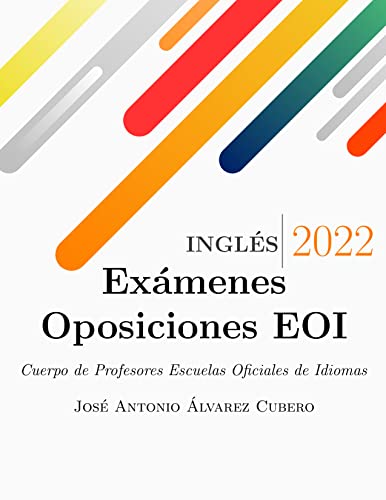 INGLÉS 2022
Exámenes
Oposiciones EOI
Cuerpo de Profesores Escuelas Oficiales de Idiomas
José Antonio Álvarez Cubero